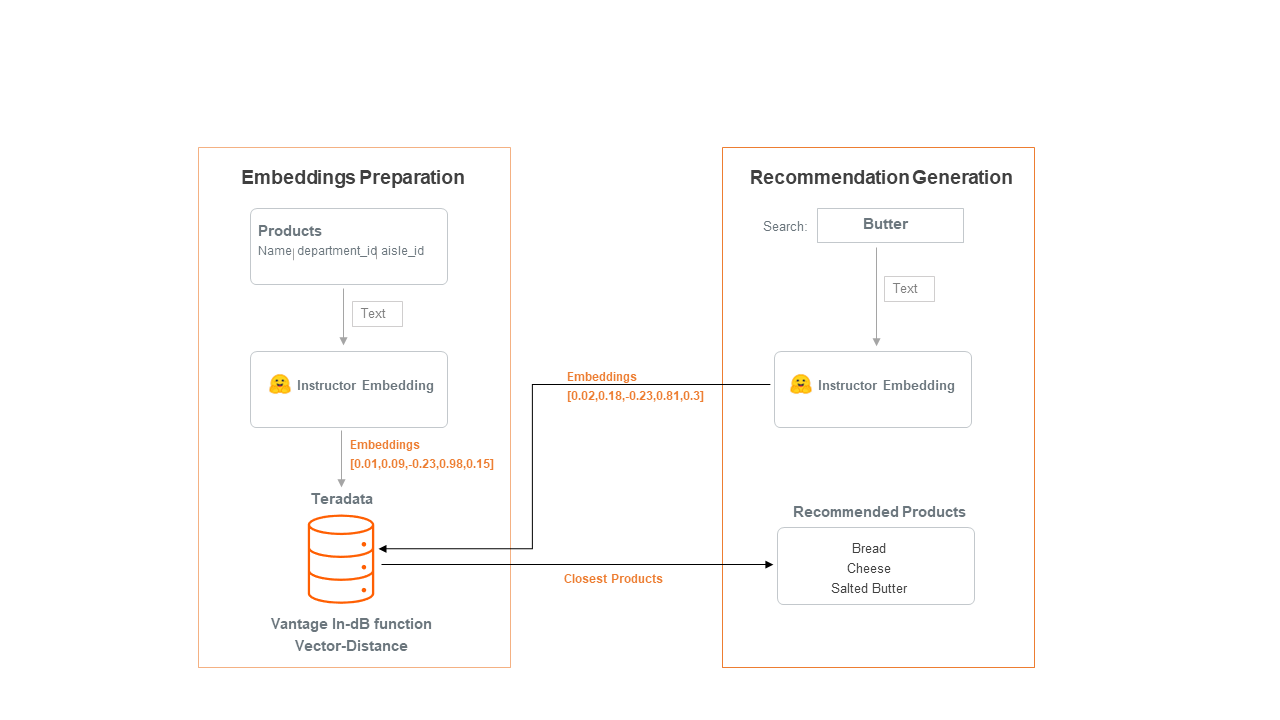 Embeddings Preparation
Products
Name| department_id| aisle_id
Text
Instructor Embedding
Embeddings
[0.01,0.09,-0.23,0.98,0.15]
Teradata
Vantage In-dB function
Vector-Distance
Embeddings
[0.02,0.18,-0.23,0.81,0.3]
Closest Products
Recommendation Generation
Search: Butter
Text
Instructor Embedding
Recommended Products
Bread
Cheese
Salted Butter